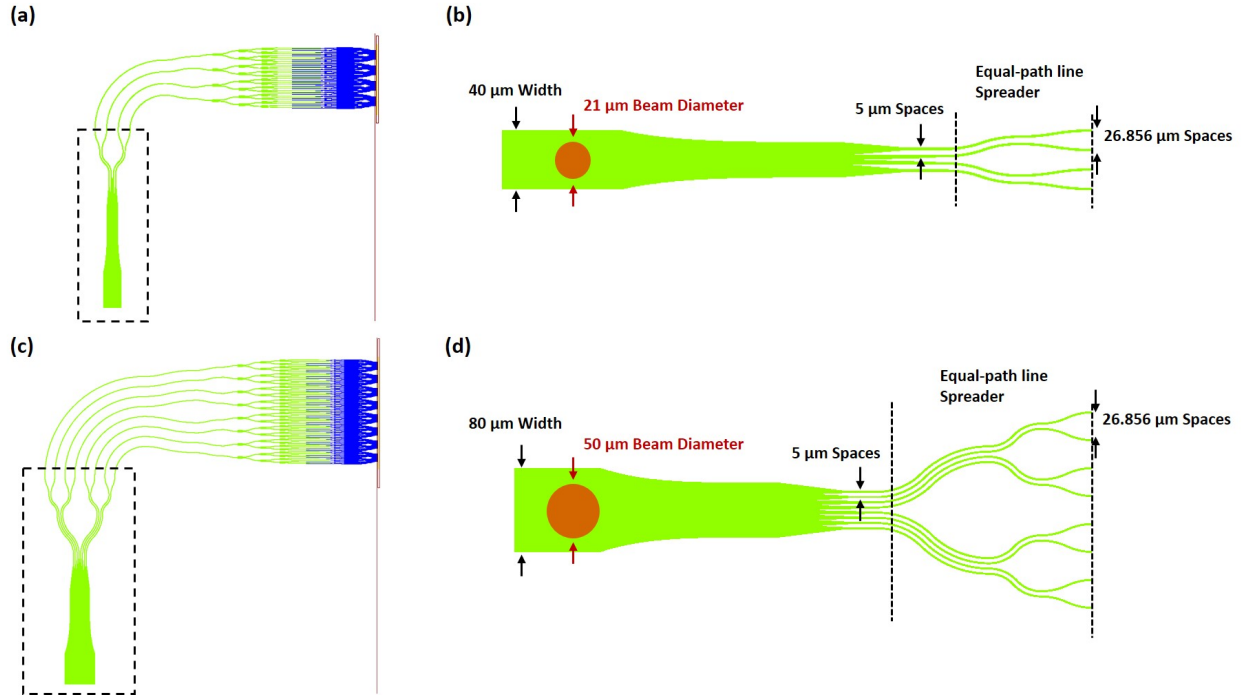 (a)
(b)
40 µm Width
21 µm Beam Diameter
5 µm Spaces
Equal-path line
Spreader
26.856 µm Spaces
(c)
(d)
80 µm Width
50 µm Beam Diameter
5 µm Spaces
Equal-path line
Spreader
26.856 µm Spaces